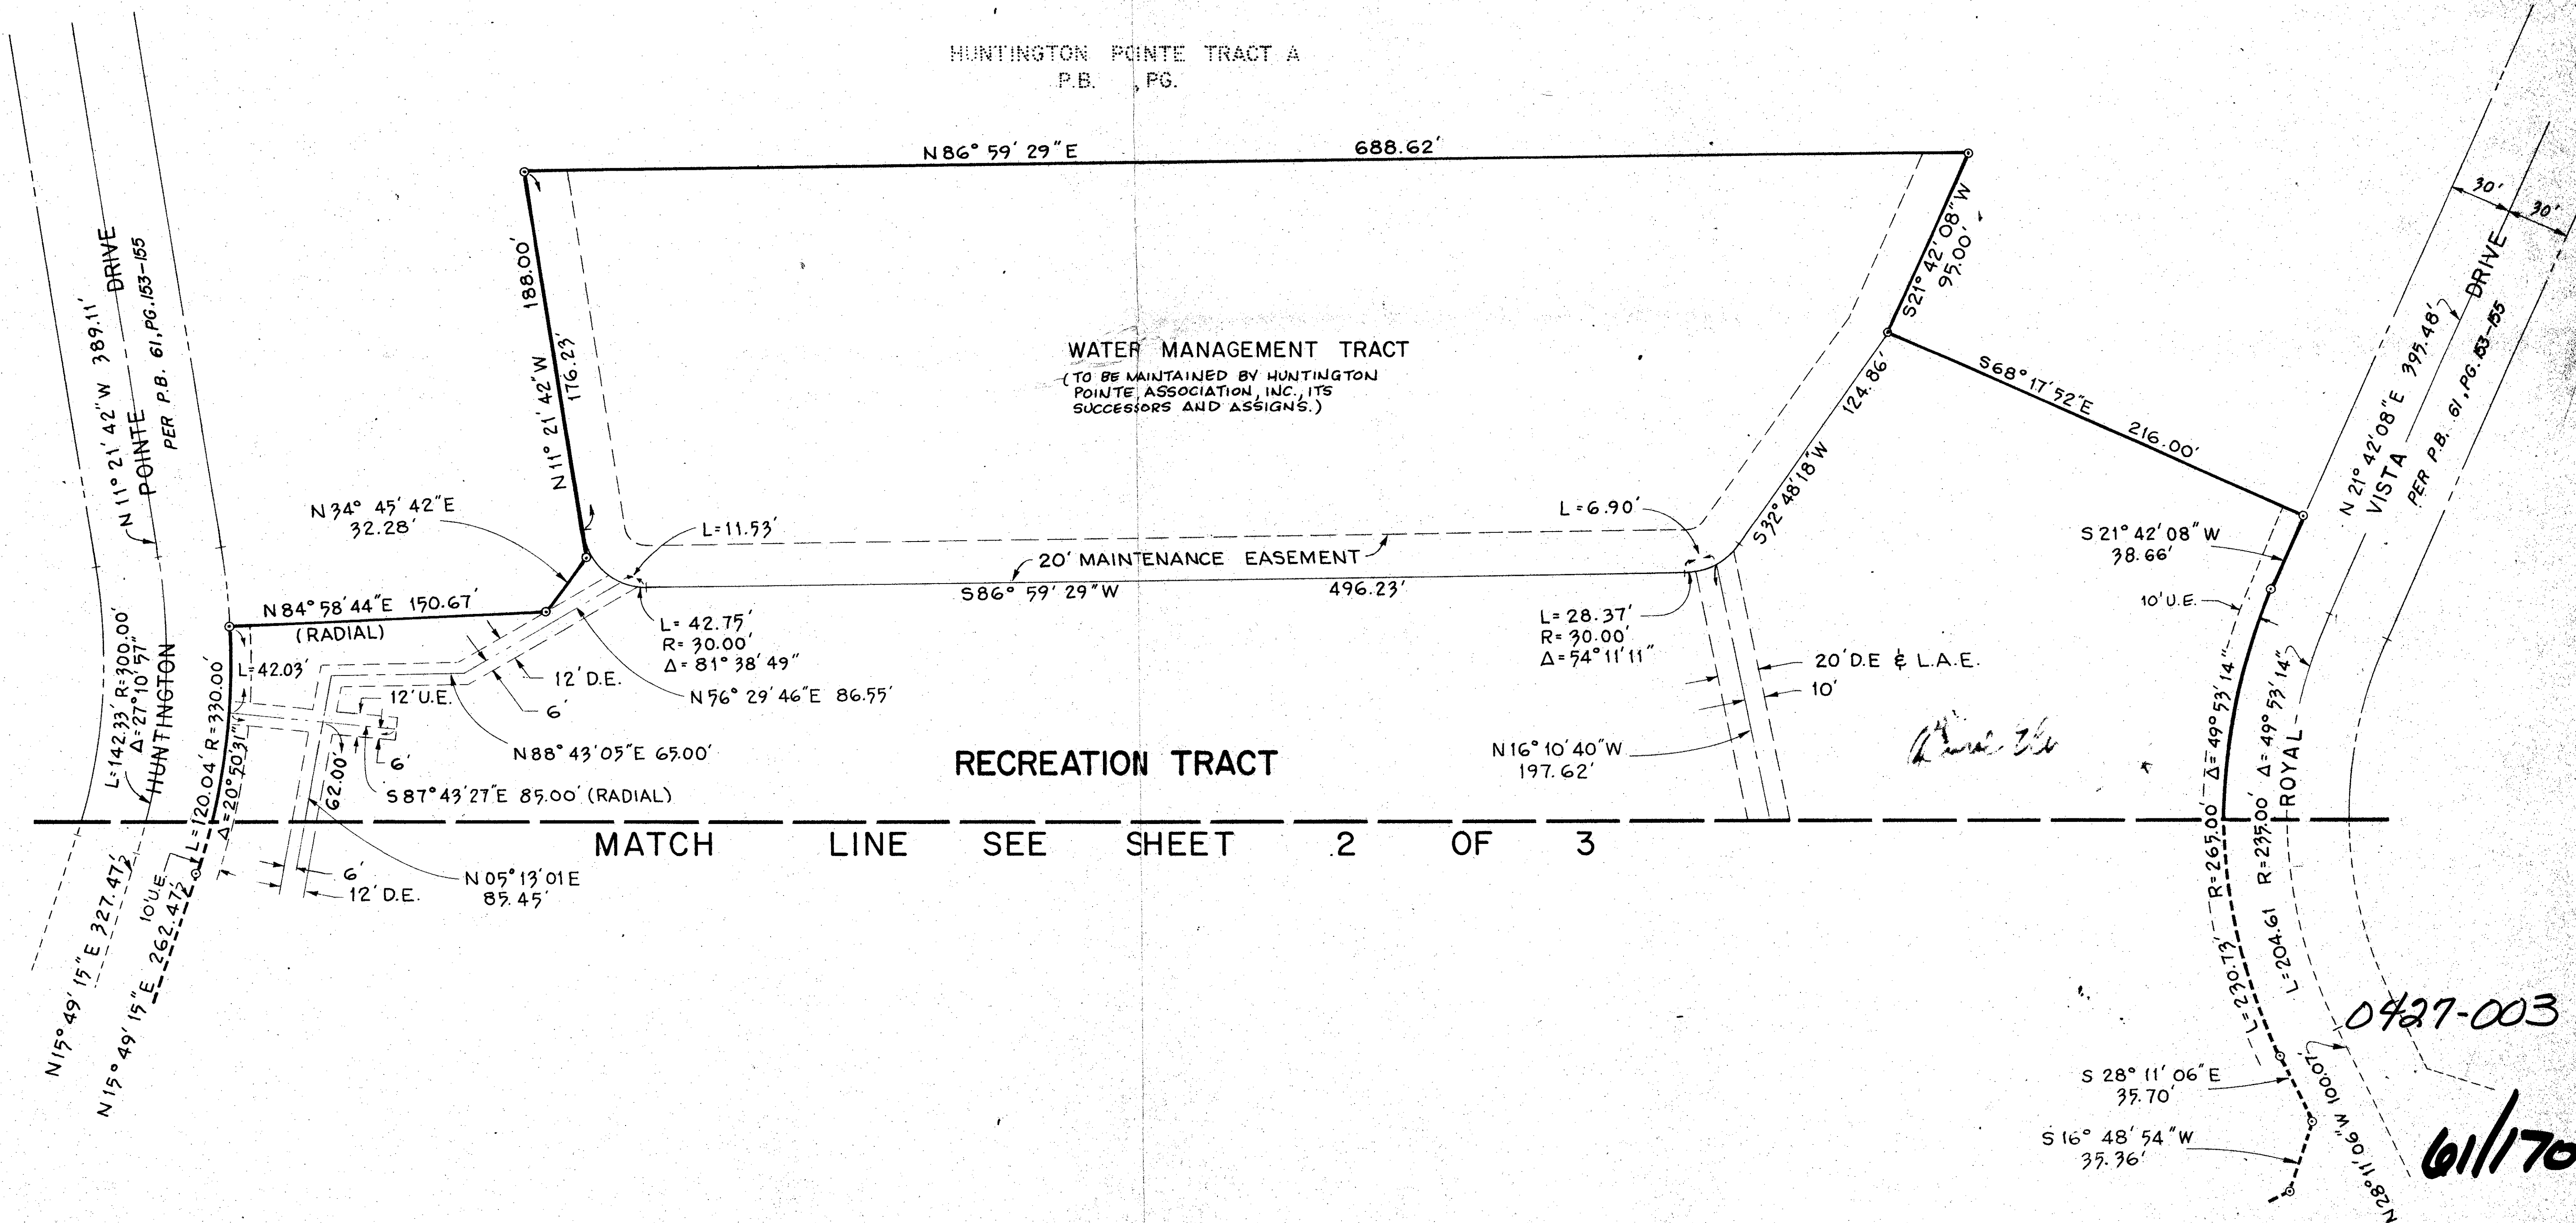 HUNTINGTON POINTE TRACT A
P.B. , PG.
N 86° 59' 29" E 688.62'
30'
30'
S 21° 42' 08" W
95.00'
188.00'
N 11° 21' 42" W
176.23'
N 11° 21' 42" W 389.11'
HUNTINGTON POINTE DRIVE
PER P.B. 61, PG. 153-155
WATER MANAGEMENT TRACT
(TO BE MAINTAINED BY HUNTINGTON
POINTE ASSOCIATION, INC., ITS
SUCCESSORS AND ASSIGNS.)
S 68° 17' 52" E
216.00'
124.86'
S 32° 48' 18" W
N 21° 42' 08" E 395.48'
ROYAL VISTA DRIVE
PER P.B. 61, PG. 153-155
N 34° 45' 42" E
32.28'
L=11.53'
L=6.90'
20' MAINTENANCE EASEMENT
S 86° 59' 29" W 496.23'
S 21° 42' 08" W
38.66'
10' U.E.
N 84° 58' 44" E 150.67'
(RADIAL)
L=42.75'
R=30.00'
Δ=81° 38' 49"
L=28.37'
R=30.00'
Δ=54° 11' 11"
L=42.03'
12' U.E.
12' D.E.
6'
N 56° 29' 46" E 86.55'
20' D.E & L.A.E.
10'
L=142.33' R=300.00'
Δ=27° 10' 57"
N 88° 43' 05" E 65.00'
6'
S 87° 43' 27" E 85.00' (RADIAL)
62.00'
RECREATION TRACT
N 16° 10' 40" W
197.62'
L=120.04' R=330.00'
Δ=20° 50' 31"
MATCH LINE SEE SHEET 2 OF 3
6'
12' D.E.
N 05° 13' 01 E
85.45'
N 15° 49' 15" E 327.47'
10' U.E.
N 15° 49' 15" E 262.47'
L=230.73' R=265.00' Δ=49° 53' 14"
L=204.61 R=235.00' Δ=49° 53' 14"
0427-003
S 28° 11' 06" E
35.70'
N 28° 11' 06" W 100.07'
S 16° 48' 54" W
35.36'
61/170